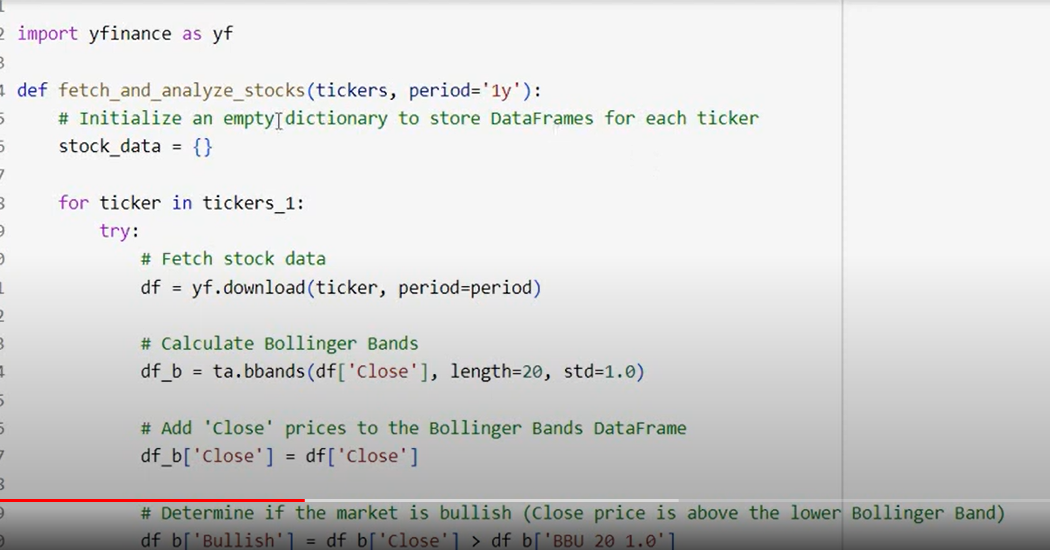 2 import yfinance as yf
3
4 def fetch_and_analyze_stocks(tickers, period='1y'):
5 # Initialize an empty dictionary to store DataFrames for each ticker
6 stock_data = {}
7
8 for ticker in tickers_1:
9 try:
0 # Fetch stock data
1 df = yf.download(ticker, period=period)
2
3 # Calculate Bollinger Bands
4 df_b = ta.bbands(df['Close'], length=20, std=1.0)
5
6 # Add 'Close' prices to the Bollinger Bands DataFrame
7 df_b['Close'] = df['Close']
8
9 # Determine if the market is bullish (Close price is above the lower Bollinger Band)
0 df_b['Bullish'] = df_b['Close'] > df_b['BBU_20_1.0']